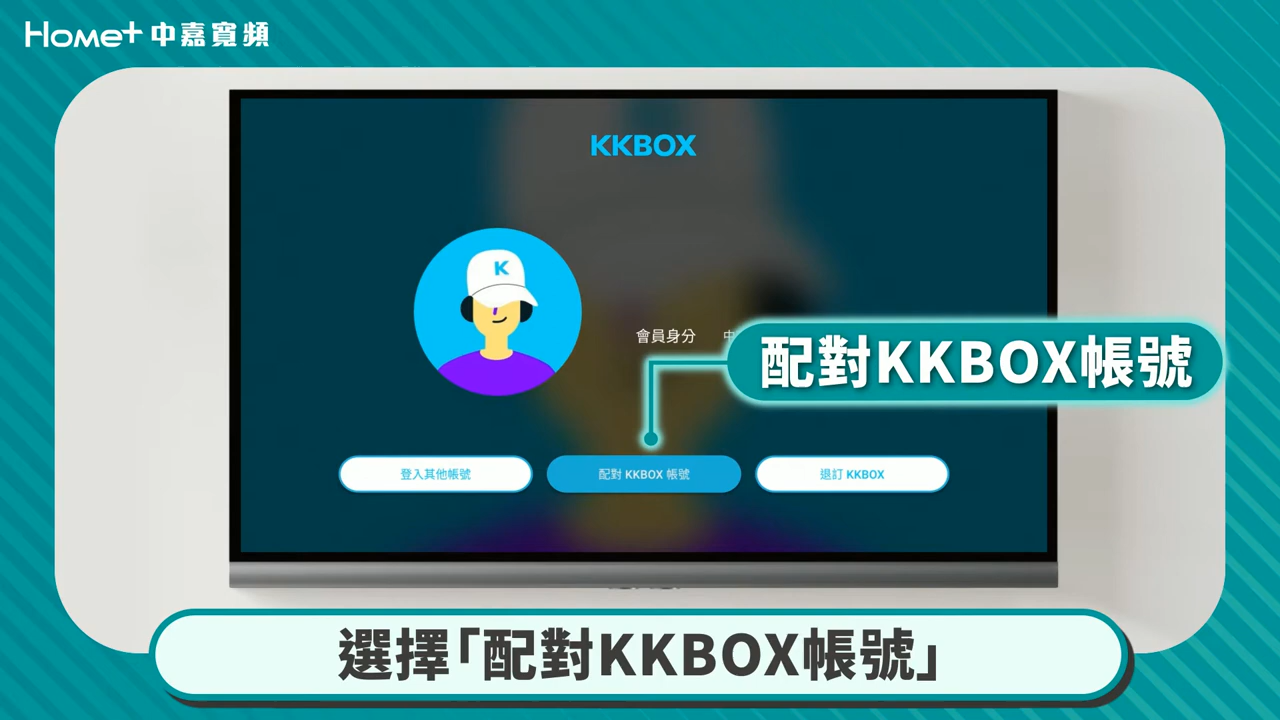 Home+ 中嘉寬頻
KKBOX
K
會員身分 中
配對KKBOX帳號
登入其他帳號
配對 KKBOX 帳號
退訂 KKBOX
選擇「配對KKBOX帳號」